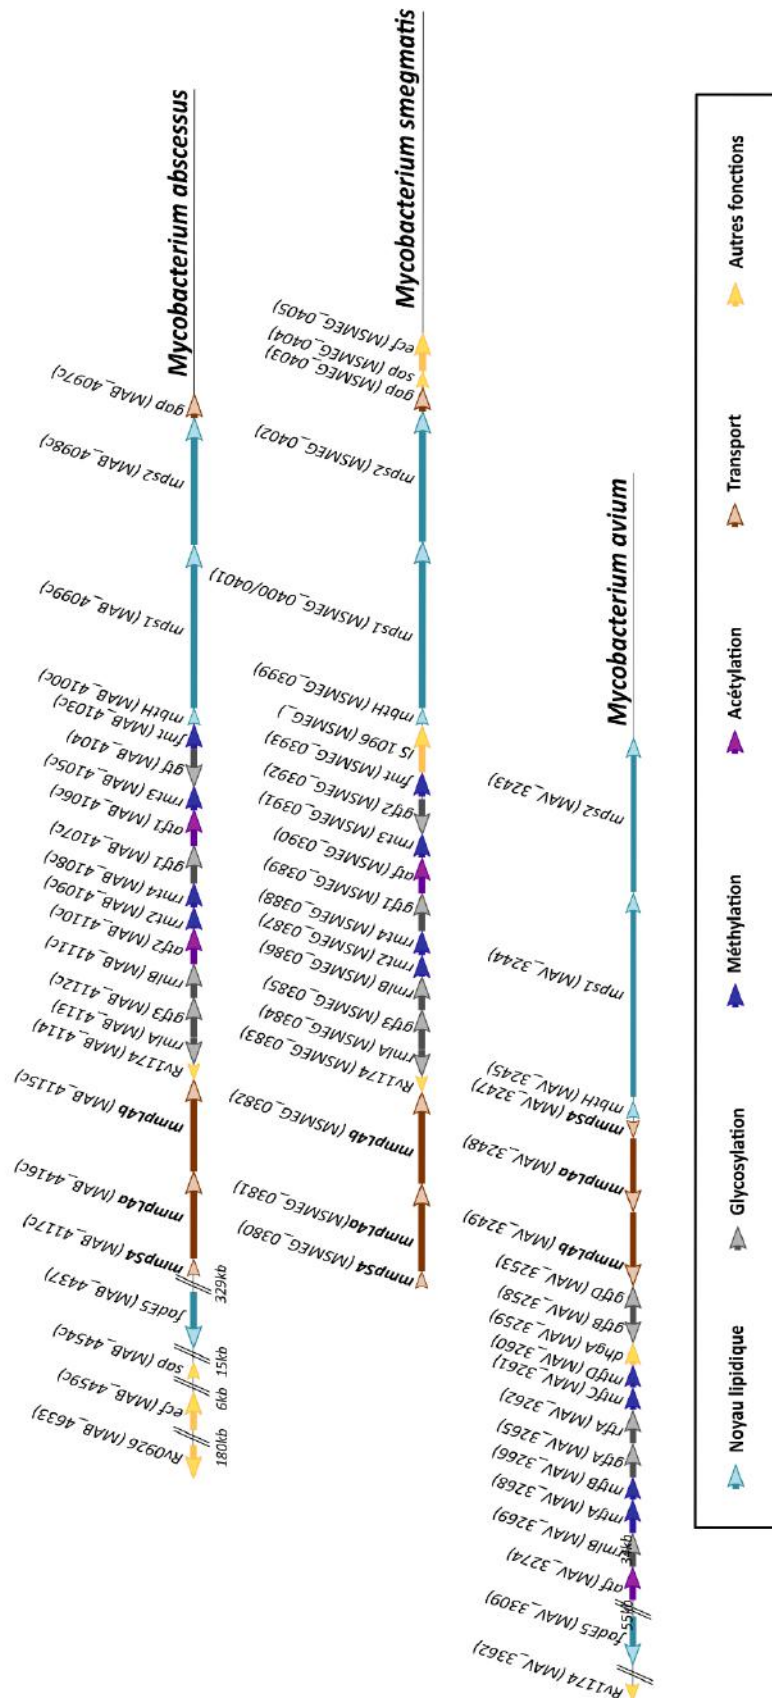 Mycobacterium abscessus
Rv0926 (MAB_4633)
180kb
ecf (MAB_4459c)
6kb
sap (MAB_4454c)
15kb
fadE5 (MAB_4437)
329kb
mmpS4 (MAB_4117c)
mmpL4a (MAB_4416c)
mmpL4b (MAB_4115c)
Rv1174 (MAB_4114)
rmlA (MAB_4113)
gtf3 (MAB_4112c)
rmlB (MAB_4111c)
atf2 (MAB_4110c)
rmt2 (MAB_4109c)
rmt4 (MAB_4108c)
gtf1 (MAB_4107c)
atf1 (MAB_4106c)
rmt3 (MAB_4105c)
gtf (MAB_4104)
fmt (MAB_4103c)
mbtH (MAB_4100c)
mps1 (MAB_4099c)
mps2 (MAB_4098c)
gap (MAB_4097c)
Mycobacterium smegmatis
mmpS4 (MSMEG_0380)
mmpL4a(MSMEG_0381)
mmpL4b (MSMEG_0382)
Rv1174 (MSMEG_0383)
rmlA (MSMEG_0384)
gtf3 (MSMEG_0385)
rmlB (MSMEG_0386)
rmt2 (MSMEG_0387)
rmt4 (MSMEG_0388)
gtf1 (MSMEG_0389)
atf (MSMEG_0390)
rmt3 (MSMEG_0391)
gtf2 (MSMEG_0392)
fmt (MSMEG_0393)
IS 1096 (MSMEG_)
mbtH (MSMEG_0399)
mps1 (MSMEG_0400/0401)
mps2 (MSMEG_0402)
gap (MSMEG_0403)
sap (MSMEG_0404)
ecf (MSMEG_0405)
Mycobacterium avium
Rv1174 (MAV_3362)
fadE5 (MAV_3309)
55kb
atf (MAV_3274)
rmlB (MAV_3269)
mtfA (MAV_3268)
mtfB (MAV_3266)
gtfA (MAV_3265)
rtfA (MAV_3262)
mtfC (MAV_3261)
mtfD (MAV_3260)
dhgA (MAV_3259)
gtfB (MAV_3258)
gtfD (MAV_3253)
mmpL4b (MAV_3249)
mmpL4a (MAV_3248)
mmpS4 (MAV_3247)
mbtH (MAV_3245)
mps1 (MAV_3244)
mps2 (MAV_3243)
Noyau lipidique
Glycosylation
Méthylation
Acétylation
Transport
Autres fonctions